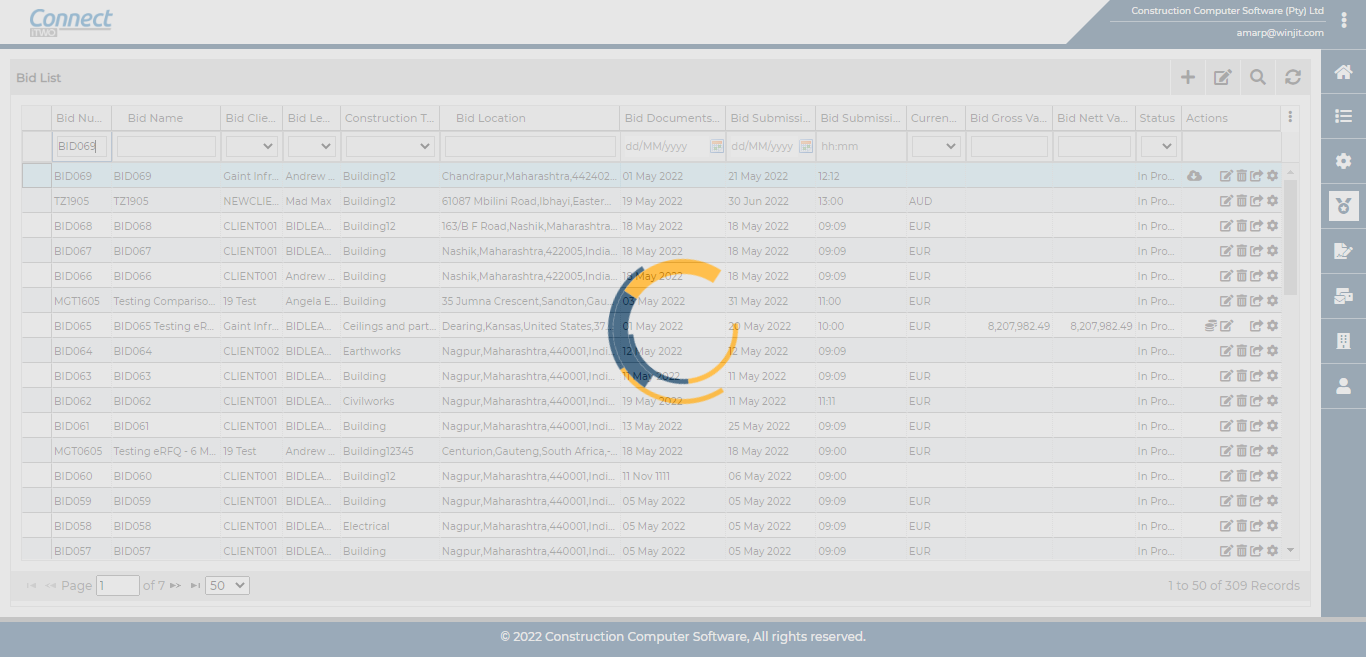 Connect
iTWO
Construction Computer Software (Pty) Ltd
amarp@winjit.com
Bid List
Bid Nu... Bid Name Bid Clie... Bid Le... Construction T... Bid Location Bid Documents... Bid Submissi... Bid Submissi... Curren... Bid Gross Va... Bid Nett Va... Status Actions
BID069 dd/MM/yyyy dd/MM/yyyy hh:mm
BID069 BID069 Gaint Infr... Andrew ... Building12 Chandrapur,Maharashtra,442402... 01 May 2022 21 May 2022 12:12 In Pro...
TZ1905 TZ1905 NEWCLIE... Mad Max Building12 61087 Mbilini Road,Ibhayi,Easter... 19 May 2022 30 Jun 2022 13:00 AUD In Pro...
BID068 BID068 CLIENT001 BIDLEA... Building12 163/B F Road,Nashik,Maharashtra... 18 May 2022 18 May 2022 09:09 EUR In Pro...
BID067 BID067 CLIENT001 BIDLEA... Building Nashik,Maharashtra,422005,India... 18 May 2022 18 May 2022 09:09 EUR In Pro...
BID066 BID066 CLIENT001 Andrew ... Building Nashik,Maharashtra,422005,India... 18 May 2022 18 May 2022 09:09 EUR In Pro...
MGT1605 Testing Compariso... 19 Test Angela E... Building 35 Jumna Crescent,Sandton,Gau... 03 May 2022 31 May 2022 11:00 EUR In Pro...
BID065 BID065 Testing eR... Gaint Infr... BIDLEA... Ceilings and part... Dearing,Kansas,United States,37... 01 May 2022 20 May 2022 10:00 EUR 8,207,982.49 8,207,982.49 In Pro...
BID064 BID064 CLIENT002 BIDLEA... Earthworks Nagpur,Maharashtra,440001,Indi... 12 May 2022 12 May 2022 09:09 In Pro...
BID063 BID063 CLIENT001 BIDLEA... Building Nagpur,Maharashtra,440001,Indi... 11 May 2022 11 May 2022 09:09 EUR In Pro...
BID062 BID062 CLIENT001 BIDLEA... Civilworks Nagpur,Maharashtra,440001,Indi... 19 May 2022 11 May 2022 11:11 EUR In Pro...
BID061 BID061 CLIENT001 BIDLEA... Building Nagpur,Maharashtra,440001,Indi... 13 May 2022 25 May 2022 09:09 EUR In Pro...
MGT0605 Testing eRFQ - 6 M... 19 Test Andrew ... Building12345 Centurion,Gauteng,South Africa,-... 18 May 2022 18 May 2022 09:00 EUR In Pro...
BID060 BID060 CLIENT001 BIDLEA... Building12 Nagpur,Maharashtra,440001,Indi... 11 Nov 1111 06 May 2022 09:00 In Pro...
BID059 BID059 CLIENT001 BIDLEA... Building Nagpur,Maharashtra,440001,Indi... 05 May 2022 05 May 2022 09:09 EUR In Pro...
BID058 BID058 CLIENT001 BIDLEA... Electrical Nagpur,Maharashtra,440001,Indi... 05 May 2022 05 May 2022 09:09 EUR In Pro...
BID057 BID057 CLIENT001 BIDLEA... Building Nagpur,Maharashtra,440001,Indi... 05 May 2022 05 May 2022 09:09 EUR In Pro...
Page 1 of 7 50 1 to 50 of 309 Records
© 2022 Construction Computer Software, All rights reserved.